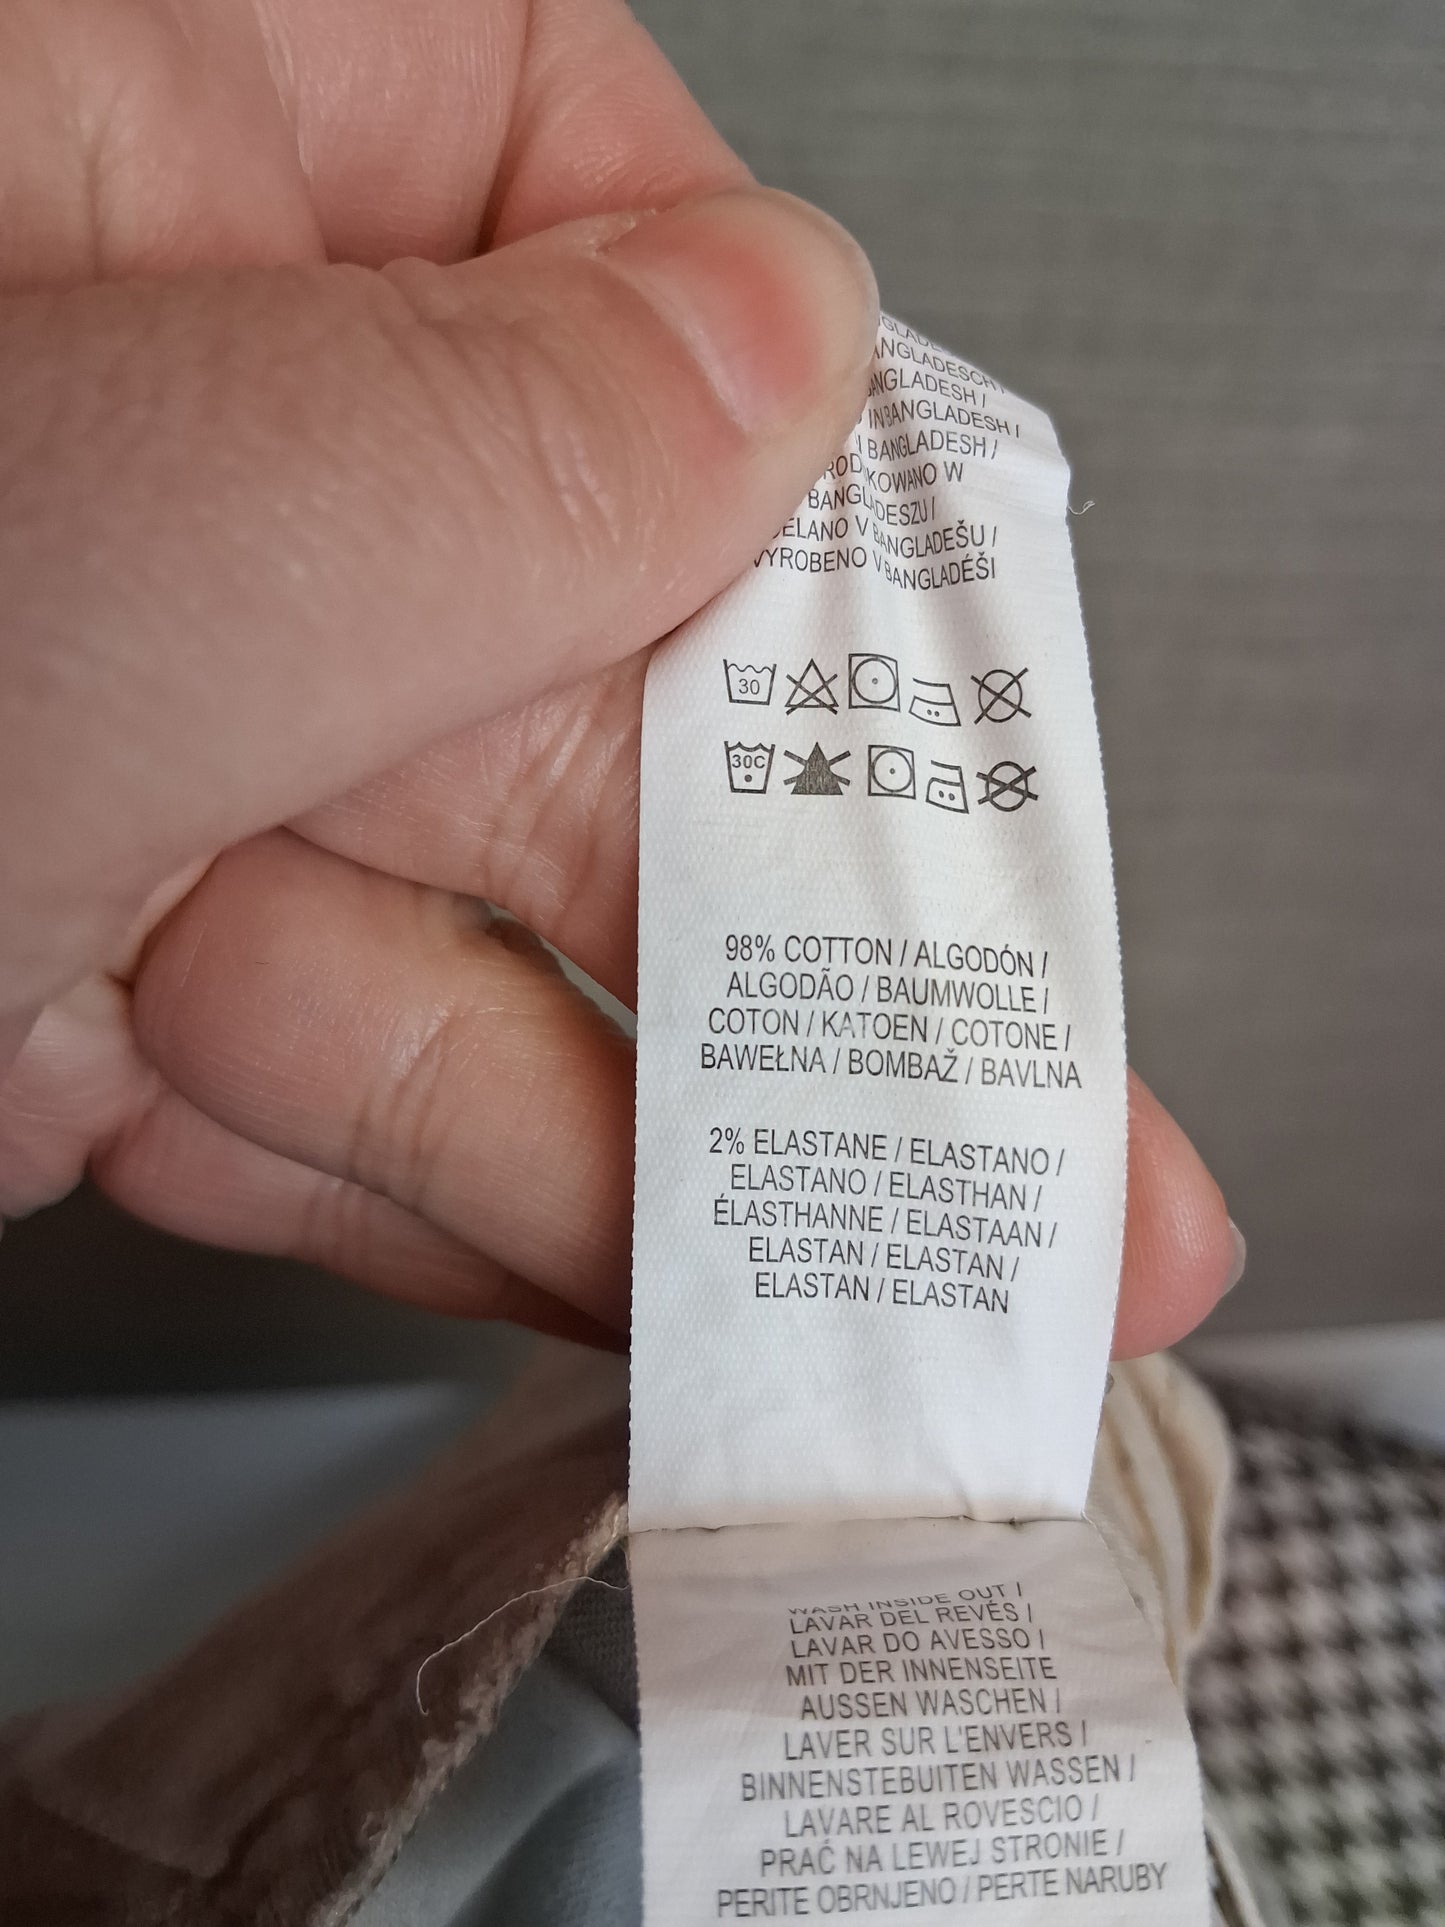 BANGLADESH /
IN BANGLADESH /
BANGLADESH /
W
BANGLADESZU /
V BANGLADEŠU /
VYROBENO V BANGLADÉŠI
30
30C
98% COTTON / ALGODÓN /
ALGODÃO / BAUMWOLLE /
COTON / KATOEN / COTONE /
BAWEŁNA / BOMBAŽ / BAVLNA
2% ELASTANE / ELASTANO /
ELASTANO / ELASTHAN /
ÉLASTHANNE / ELASTAAN /
ELASTAN / ELASTAN /
ELASTAN / ELASTAN
WASH INSIDE OUT /
LAVAR DEL REVÉS /
LAVAR DO AVESSO /
MIT DER INNENSEITE
AUSSEN WASCHEN /
LAVER SUR L'ENVERS /
BINNENSTEBUITEN WASSEN /
LAVARE AL ROVESCIO /
PRAĆ NA LEWEJ STRONIE /
PERITE OBRNJENO / PERTE NARUBY